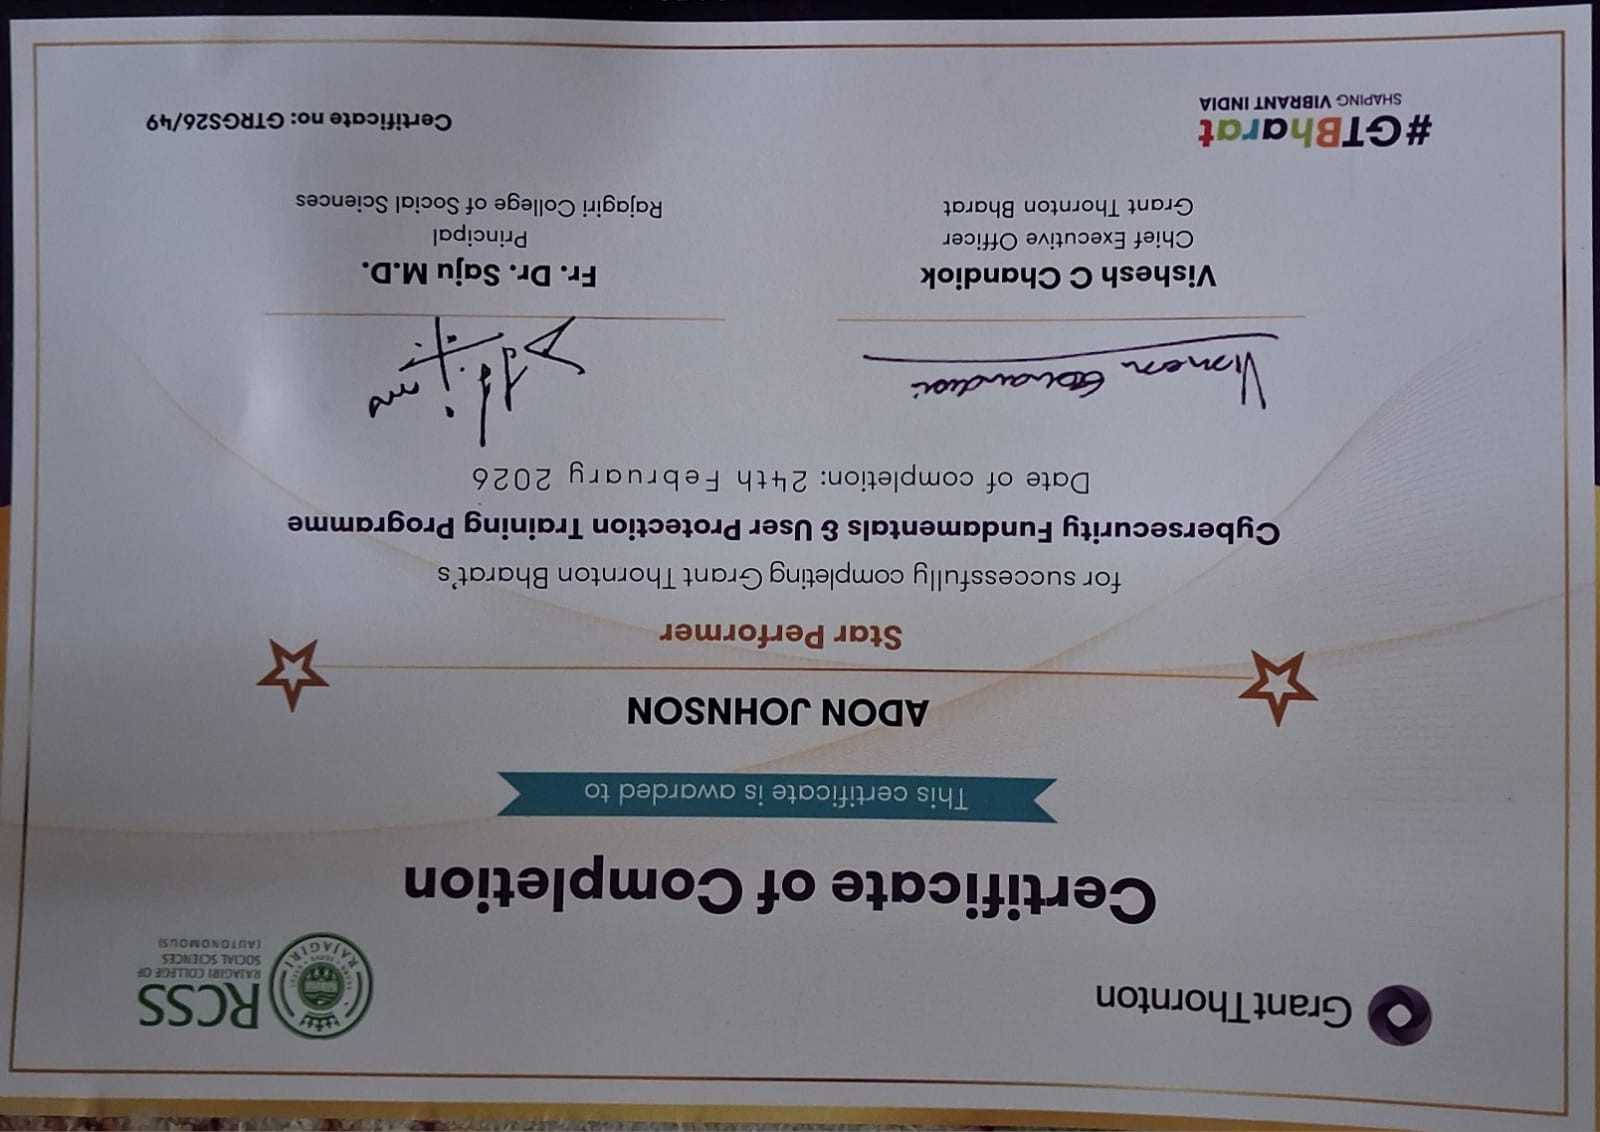 Grant Thornton
RCSS
RAJAGIRI COLLEGE OF
SOCIAL SCIENCES
(AUTONOMOUS)
RAJAGIRI
Certificate of Completion
This certificate is awarded to
ADON JOHNSON
Star Performer
for successfully completing Grant Thornton Bharat's
Cybersecurity Fundamentals & User Protection Training Programme
Date of completion: 24th February 2026
Vishesh C Chandiok
Chief Executive Officer
Grant Thornton Bharat
Fr. Dr. Saju M.D.
Principal
Rajagiri College of Social Sciences
#GTBharat
SHAPING VIBRANT INDIA
Certificate no: GTRGS26/49